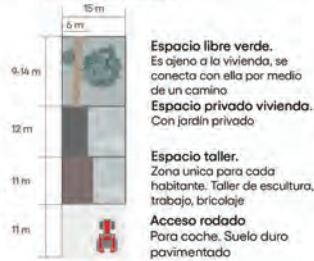 15 m
6 m
9-14 m
12 m
11 m
11 m
Espacio libre verde.
Es ajeno a la vivienda, se
conecta con ella por medio
de un camino
Espacio privado vivienda.
Con jardín privado
Espacio taller.
Zona unica para cada
habitante. Taller de escultura,
trabajo, bricolaje
Acceso rodado
Para coche. Suelo duro
pavimentado